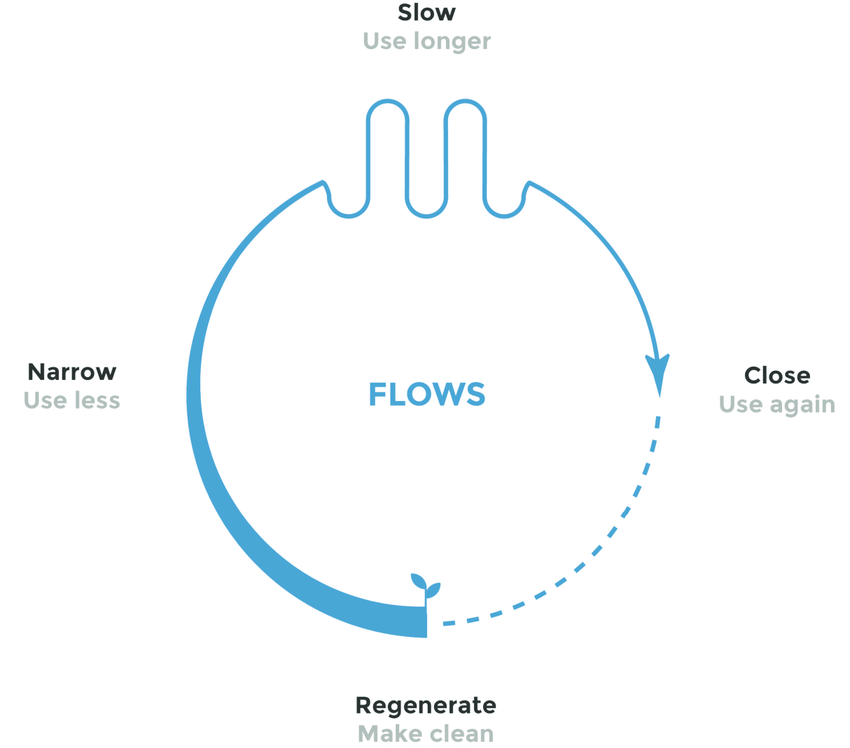 Slow
Use longer
Narrow
Use less
FLOWS
Close
Use again
Regenerate
Make clean